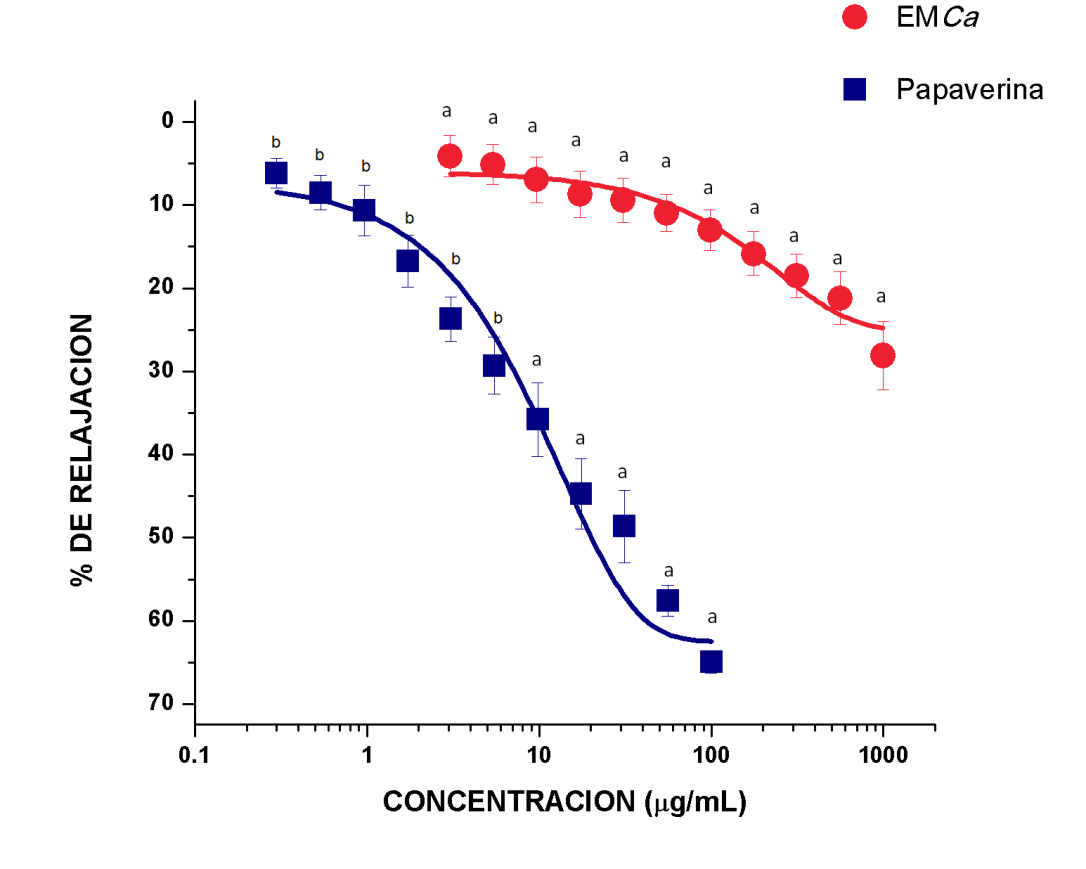 EMCa
Papaverina
a a a a a a a a a a a
b b b b b b a a a a a
0
10
20
30
40
50
60
70
% DE RELAJACION
0.1 1 10 100 1000
CONCENTRACION (μg/mL)